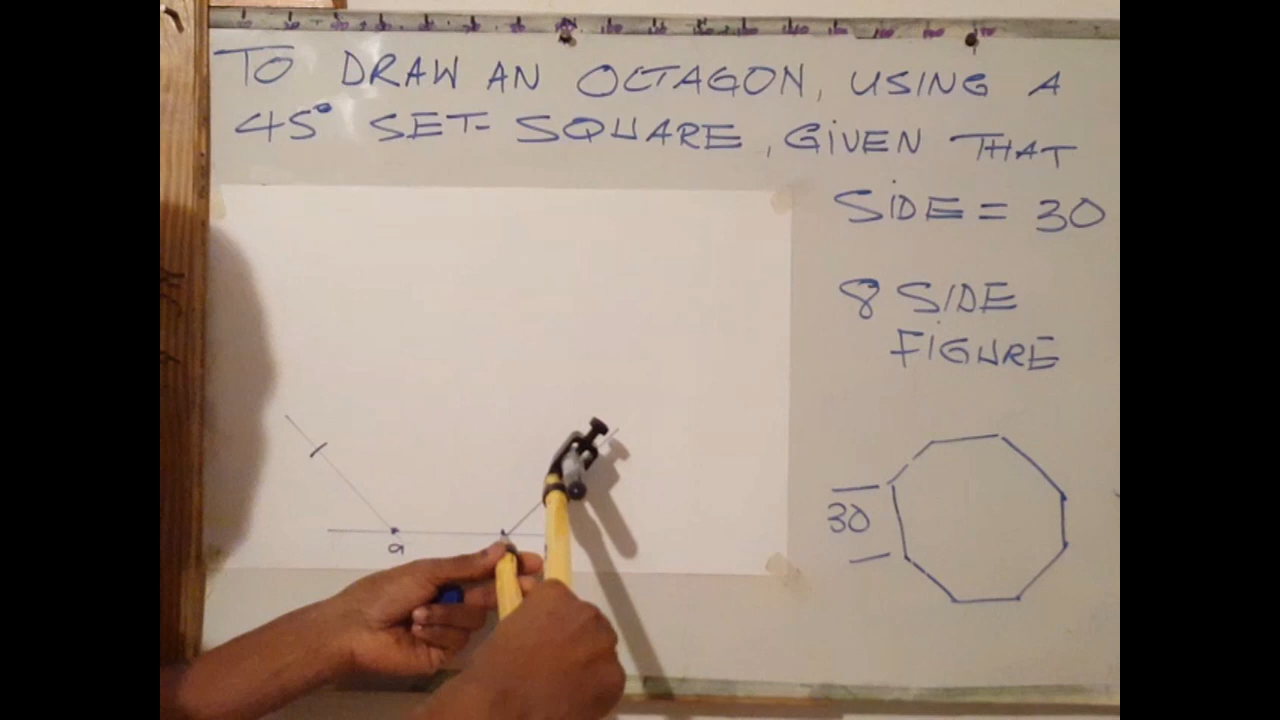 TO DRAW AN OCTAGON, USING A
45° SET-SQUARE, GIVEN THAT
SIDE = 30
8 SIDE
FIGURE
30
a